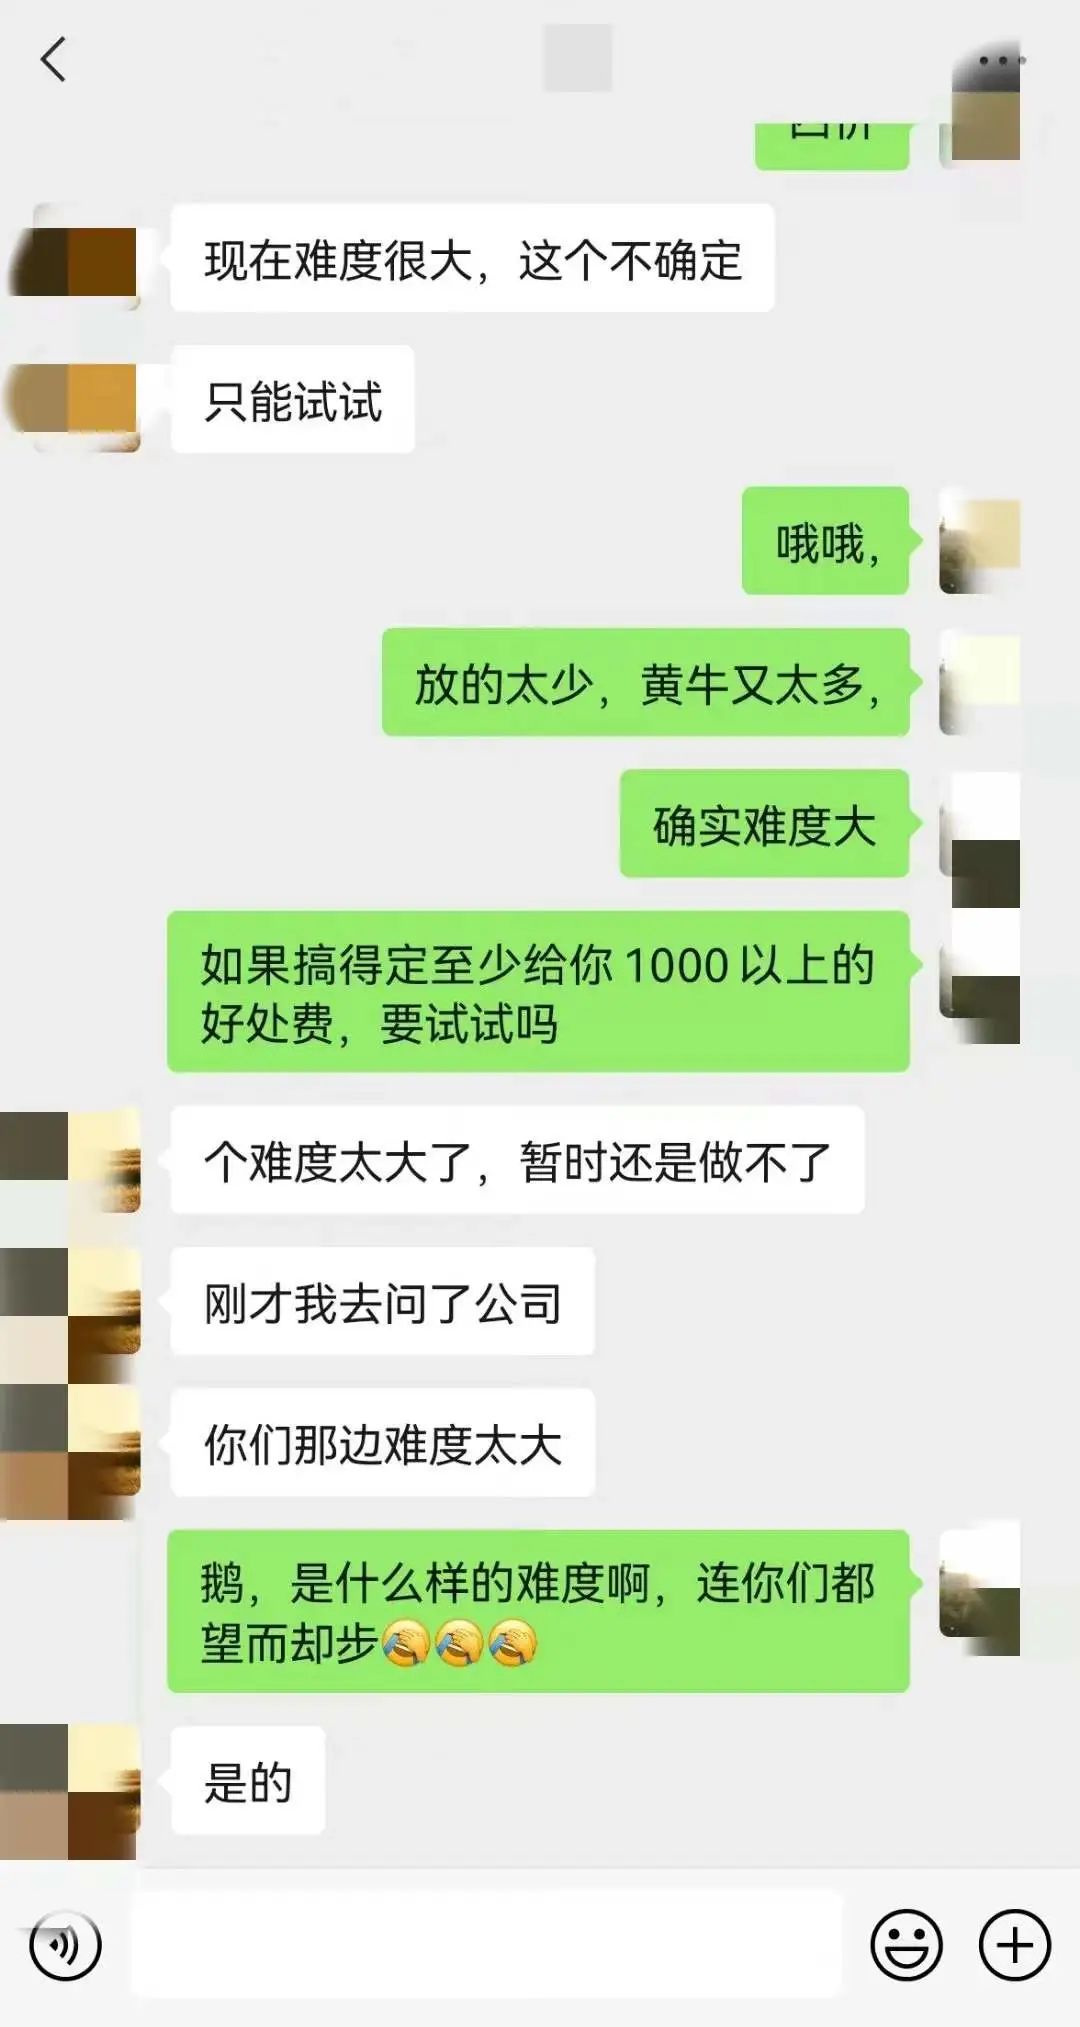 现在难度很大，这个不确定
只能试试
哦哦，
放的太少，黄牛又太多，
确实难度大
如果搞得定至少给你1000以上的
好处费，要试试吗
个难度太大了，暂时还是做不了
刚才我去问了公司
你们那边难度太大
鹅，是什么样的难度啊，连你们都
望而却步🤦🤦🤦
是的